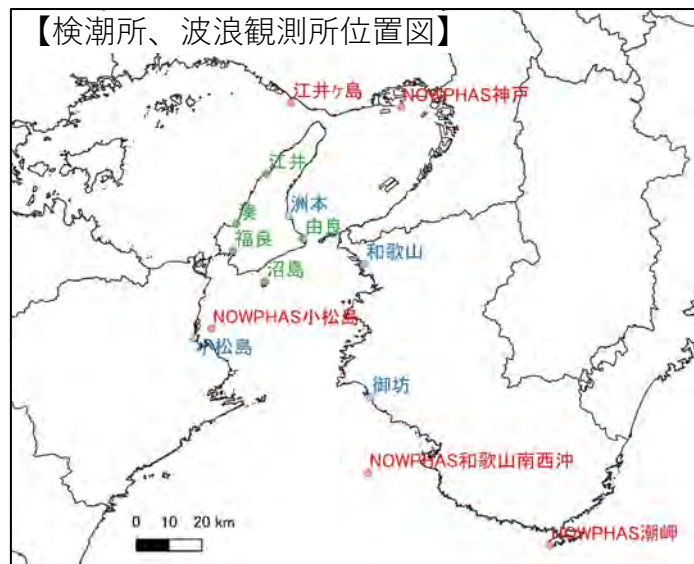 【検潮所、波浪観測所位置図】
江井ヶ島
NOWPHAS神戸
江井
洲本
湊
由良
福良
和歌山
沼島
NOWPHAS小松島
小松島
御坊
NOWPHAS和歌山南西沖
0 10 20 km
NOWPHAS潮岬